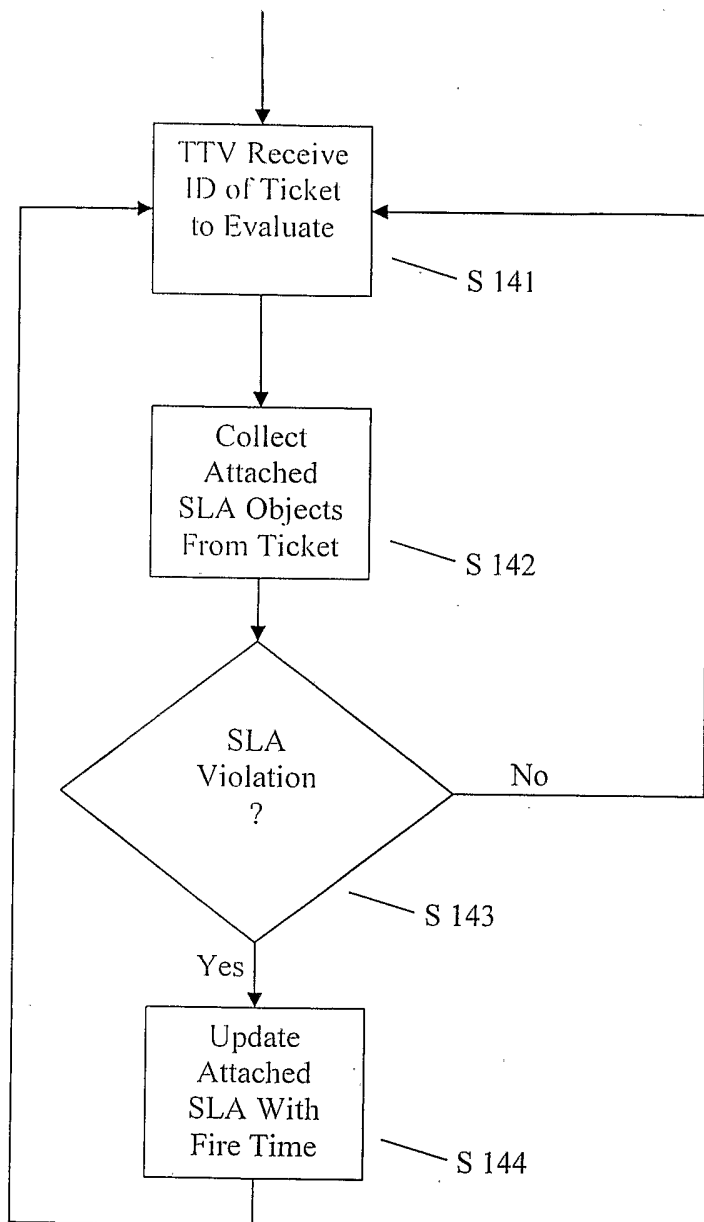 TTV Receive
ID of Ticket
to Evaluate
S 141
Collect
Attached
SLA Objects
From Ticket
S 142
SLA
Violation
?
No
S 143
Yes
Update
Attached
SLA With
Fire Time
S 144